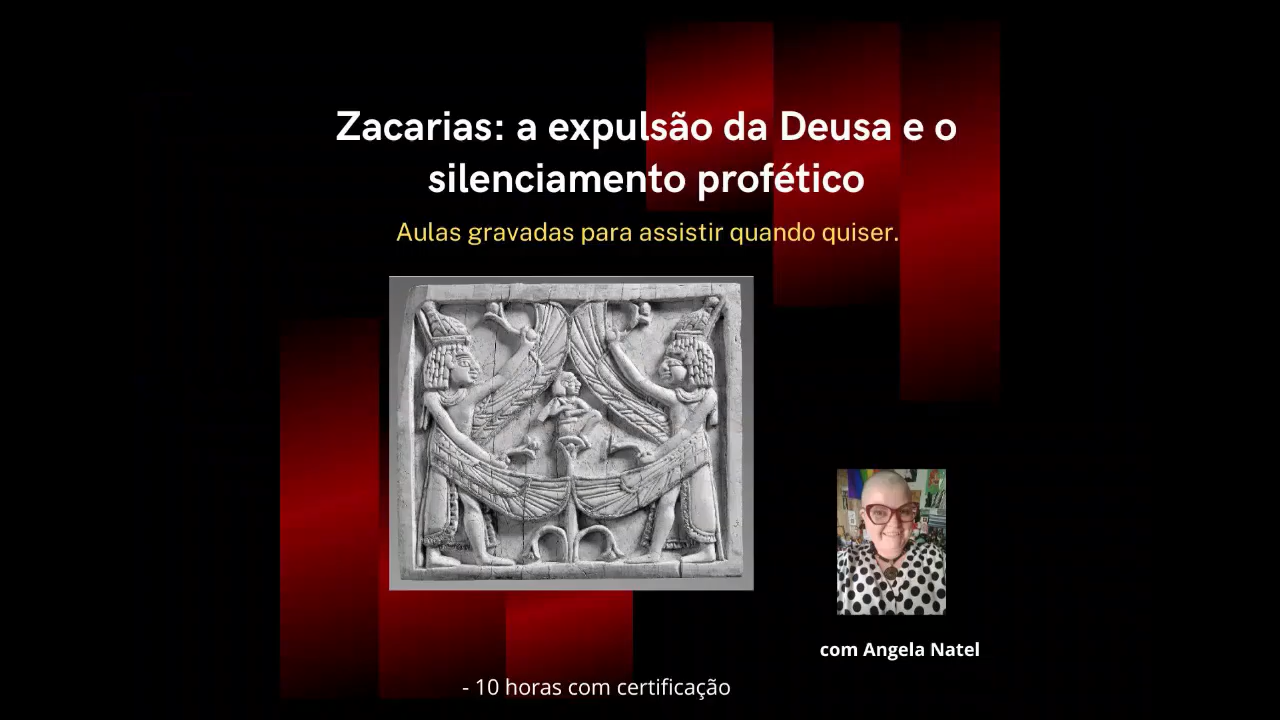 Zacarias: a expulsão da Deusa e o
silenciamento profético
Aulas gravadas para assistir quando quiser.
com Angela Natel
- 10 horas com certificação